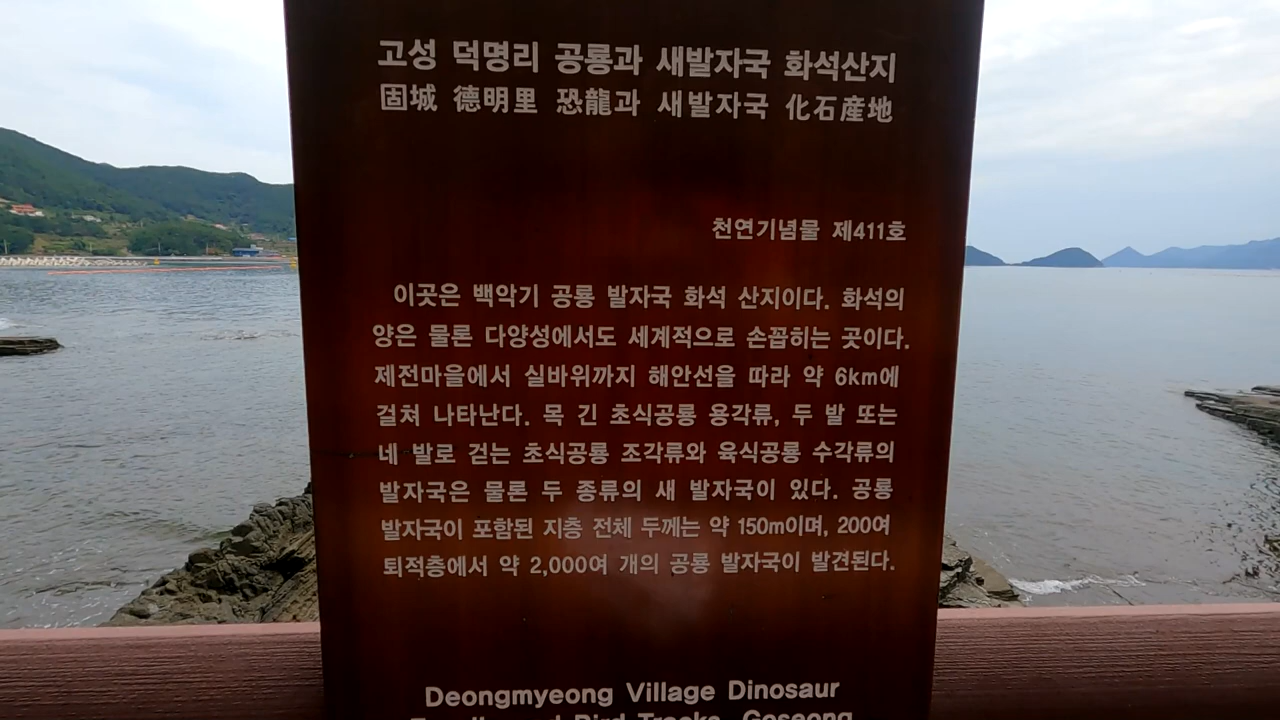 고성 덕명리 공룡과 새발자국 화석산지
固城 德明里 恐龍과 새발자국 化石産地
천연기념물 제411호
이곳은 백악기 공룡 발자국 화석 산지이다. 화석의
양은 물론 다양성에서도 세계적으로 손꼽히는 곳이다.
제전마을에서 실바위까지 해안선을 따라 약 6km에
걸쳐 나타난다. 목 긴 초식공룡 용각류, 두 발 또는
네 발로 걷는 초식공룡 조각류와 육식공룡 수각류의
발자국은 물론 두 종류의 새 발자국이 있다. 공룡
발자국이 포함된 지층 전체 두께는 약 150m이며, 200여
퇴적층에서 약 2,000여 개의 공룡 발자국이 발견된다.
Deongmyeong Village Dinosaur
and Bird Tracks, Goseong